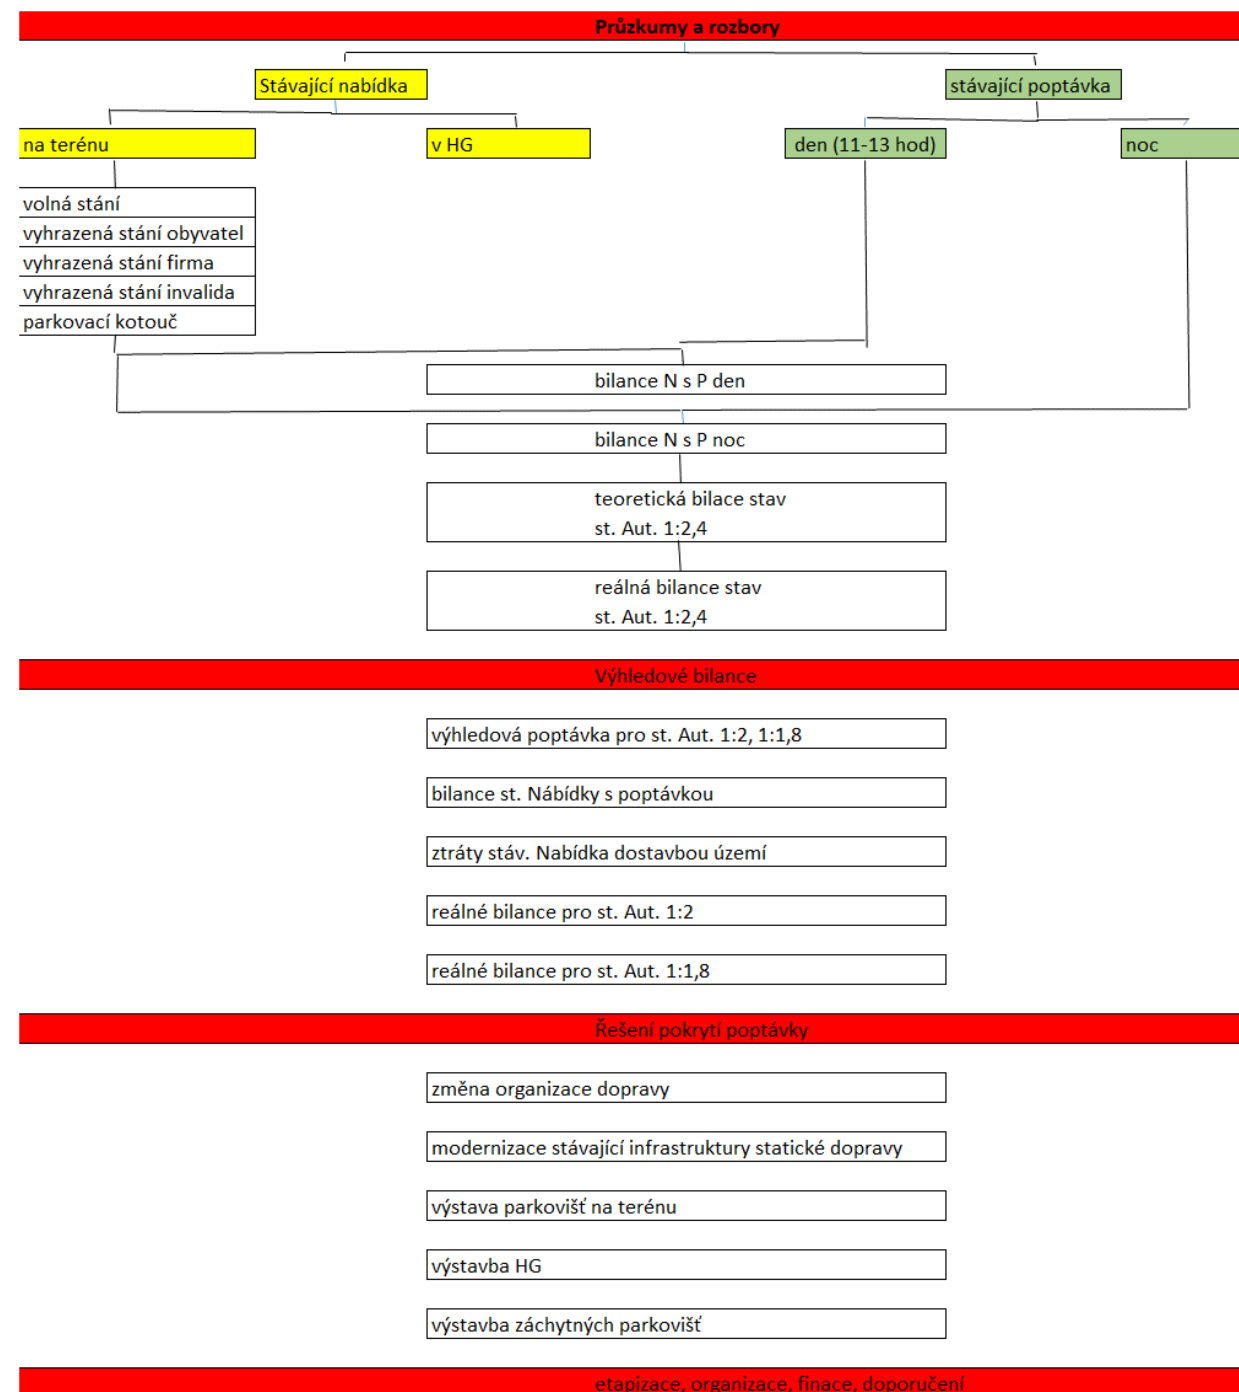 Průzkumy a rozbory
Stávající nabídka
stávající poptávka
na terénu
v HG
den (11-13 hod)
noc
volná stání
vyhrazená stání obyvatel
vyhrazená stání firma
vyhrazená stání invalida
parkovací kotouč
bilance N s P den
bilance N s P noc
teoretická bilace stav
st. Aut. 1:2,4
reálná bilance stav
st. Aut. 1:2,4
Výhledové bilance
výhledová poptávka pro st. Aut. 1:2, 1:1,8
bilance st. Nábídky s poptávkou
ztráty stáv. Nabídka dostavbou území
reálné bilance pro st. Aut. 1:2
reálné bilance pro st. Aut. 1:1,8
Řešení pokrytí poptávky
změna organizace dopravy
modernizace stávající infrastruktury statické dopravy
výstava parkovišť na terénu
výstavba HG
výstavba záchytných parkovišť
etapizace, organizace, finace, doporučení